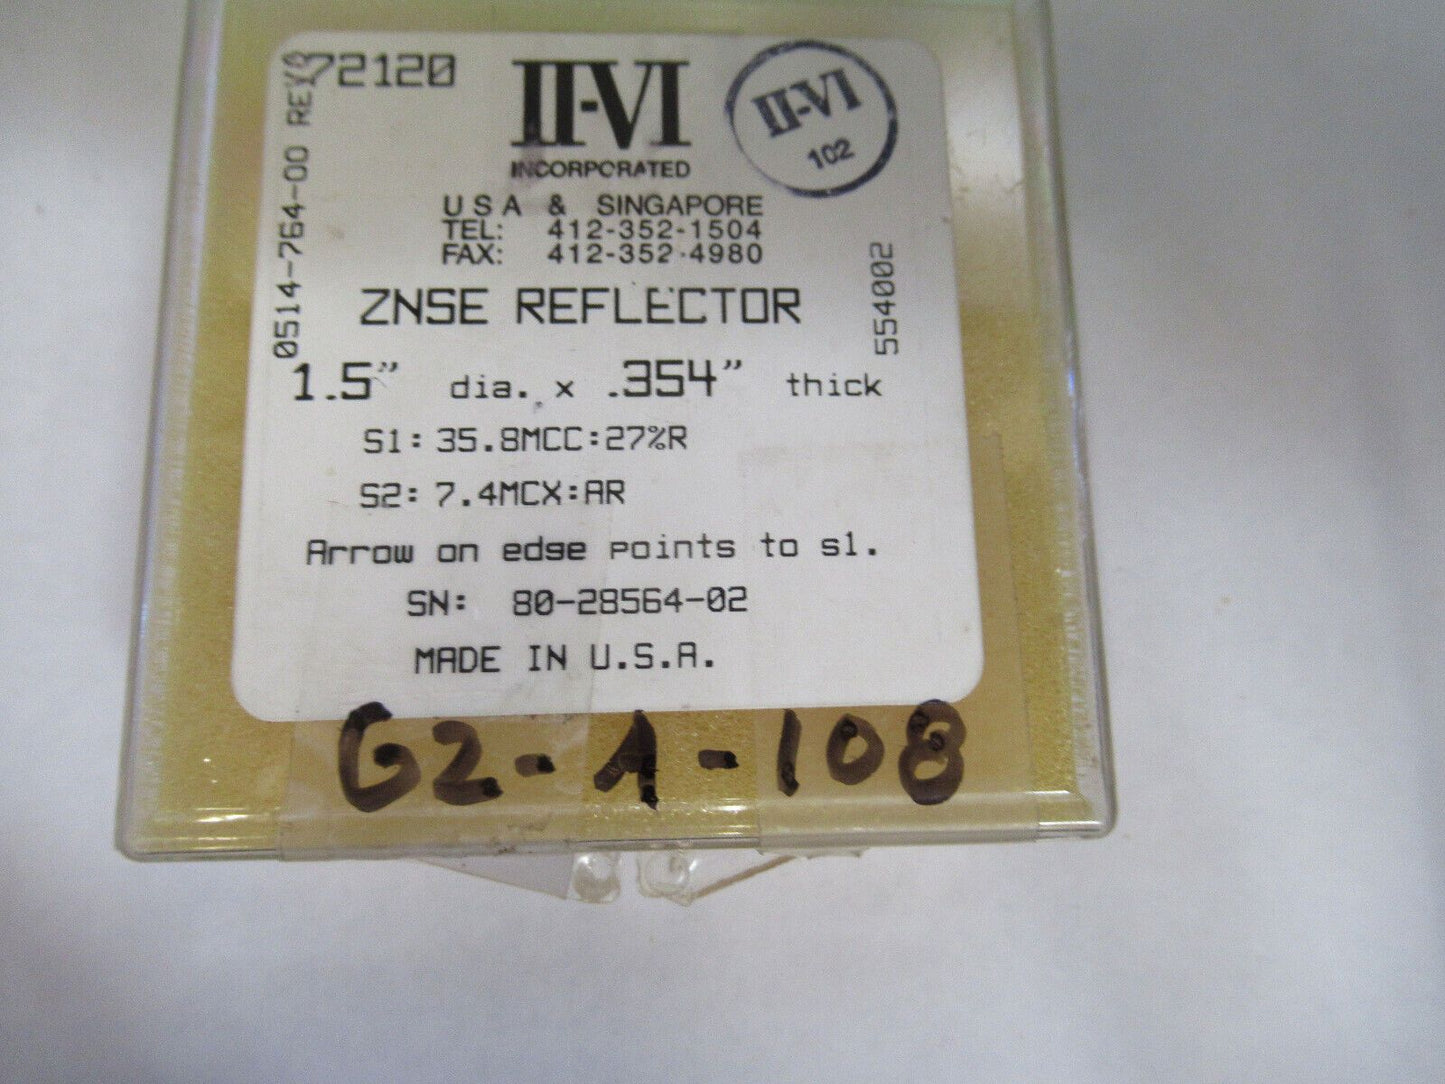 72120
II-VI
INCORPORATED
II-VI
102
USA & SINGAPORE
TEL: 412-352-1504
FAX: 412-352-4980
0514-764-00 REV
554002
ZNSE REFLECTOR
1.5" dia. x .354" thick
S1: 35.8MCC:27%R
S2: 7.4MCX:AR
Arrow on edge points to s1.
SN: 80-28564-02
MADE IN U.S.A.
G2-1-108